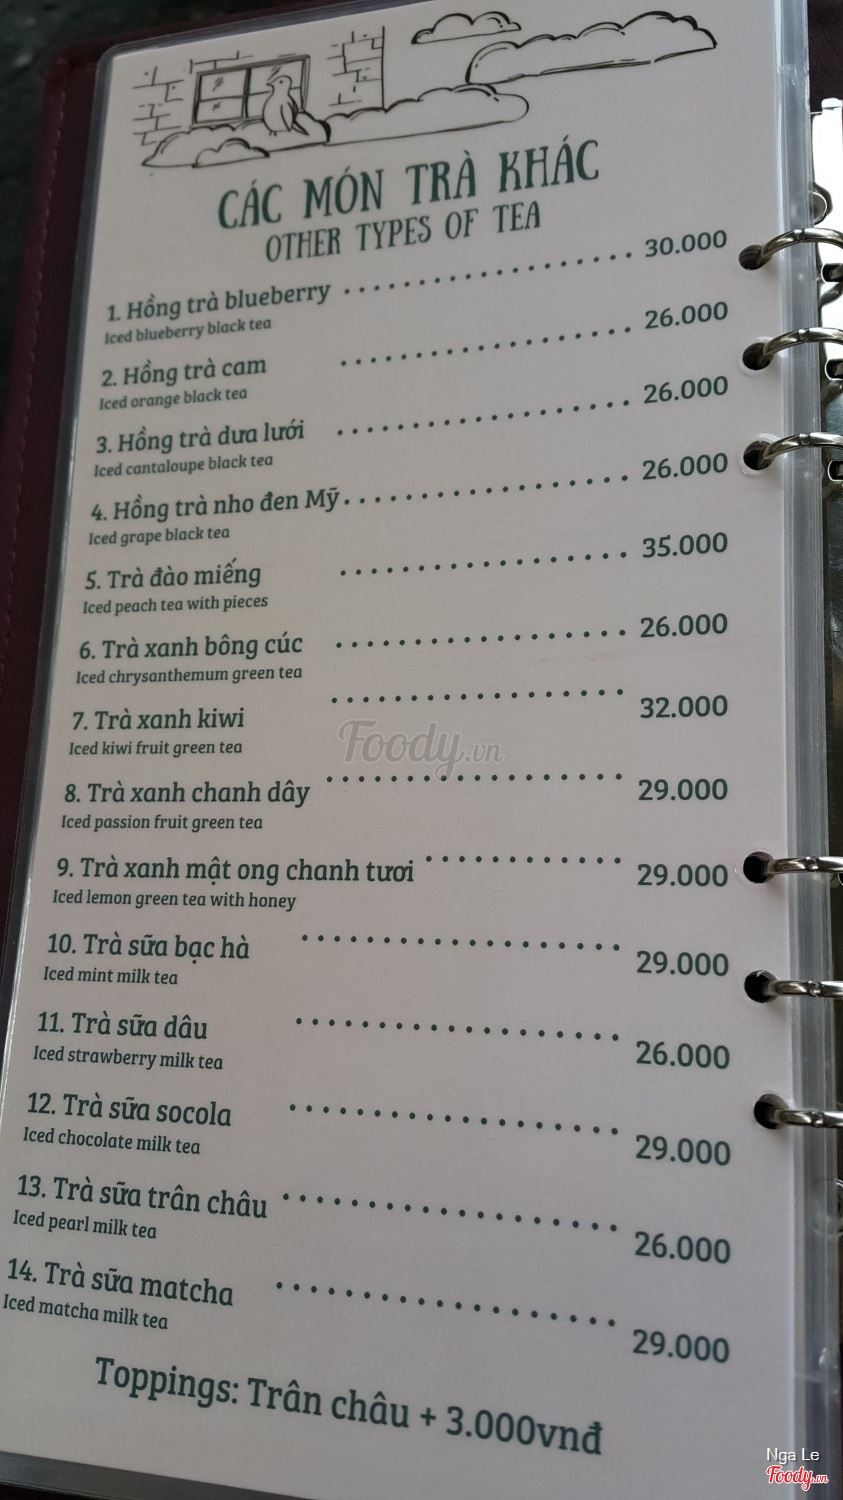 CÁC MÓN TRÀ KHÁC
OTHER TYPES OF TEA
1. Hồng trà blueberry 30.000
Iced blueberry black tea
2. Hồng trà cam 26.000
Iced orange black tea
3. Hồng trà dưa lưới 26.000
Iced cantaloupe black tea
4. Hồng trà nho đen Mỹ 26.000
Iced grape black tea
5. Trà đào miếng 35.000
Iced peach tea with pieces
6. Trà xanh bông cúc 26.000
Iced chrysanthemum green tea
7. Trà xanh kiwi 32.000
Iced kiwi fruit green tea
8. Trà xanh chanh dây 29.000
Iced passion fruit green tea
9. Trà xanh mật ong chanh tươi 29.000
Iced lemon green tea with honey
10. Trà sữa bạc hà 29.000
Iced mint milk tea
11. Trà sữa dâu 26.000
Iced strawberry milk tea
12. Trà sữa socola 29.000
Iced chocolate milk tea
13. Trà sữa trân châu 26.000
Iced pearl milk tea
14. Trà sữa matcha 29.000
Iced matcha milk tea
Toppings: Trân châu + 3.000vnđ
Foody.vn
Nga Le
Foody.vn